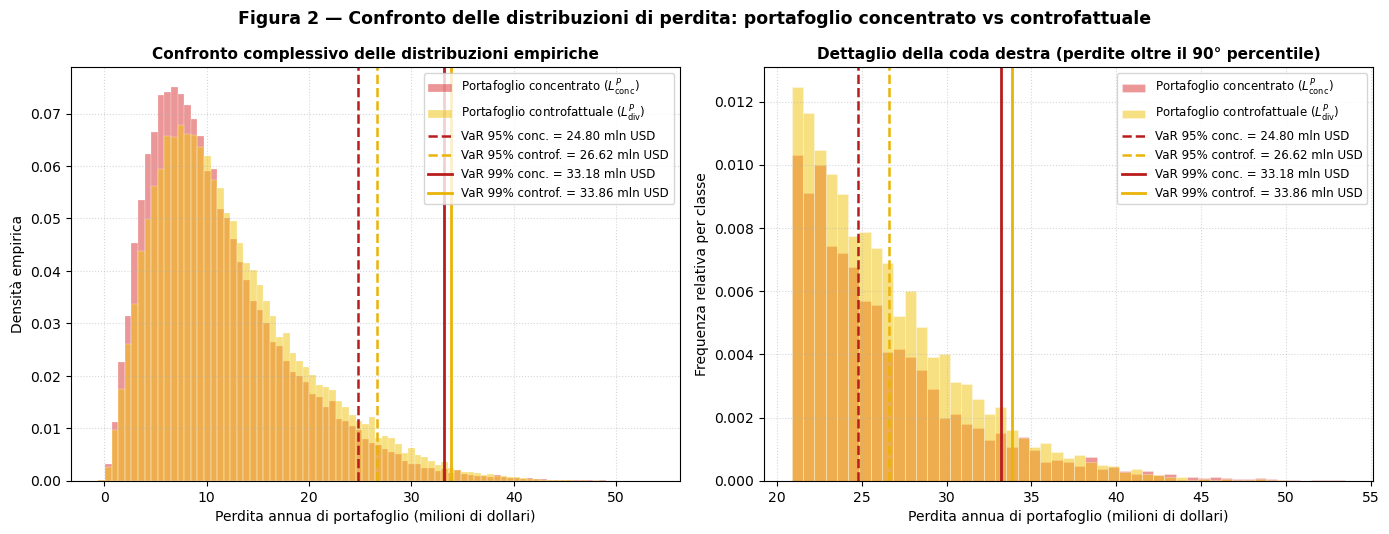 Figura 2 — Confronto delle distribuzioni di perdita: portafoglio concentrato vs controfattuale
Confronto complessivo delle distribuzioni empiriche
Densità empirica
0.07
0.06
0.05
0.04
0.03
0.02
0.01
0.00
0 10 20 30 40 50
Perdita annua di portafoglio (milioni di dollari)
Portafoglio concentrato (L^P_conc)
Portafoglio controfattuale (L^P_div)
VaR 95% conc. = 24.80 mln USD
VaR 95% controf. = 26.62 mln USD
VaR 99% conc. = 33.18 mln USD
VaR 99% controf. = 33.86 mln USD
Dettaglio della coda destra (perdite oltre il 90° percentile)
Frequenza relativa per classe
0.012
0.010
0.008
0.006
0.004
0.002
0.000
20 25 30 35 40 45 50 55
Perdita annua di portafoglio (milioni di dollari)
Portafoglio concentrato (L^P_conc)
Portafoglio controfattuale (L^P_div)
VaR 95% conc. = 24.80 mln USD
VaR 95% controf. = 26.62 mln USD
VaR 99% conc. = 33.18 mln USD
VaR 99% controf. = 33.86 mln USD